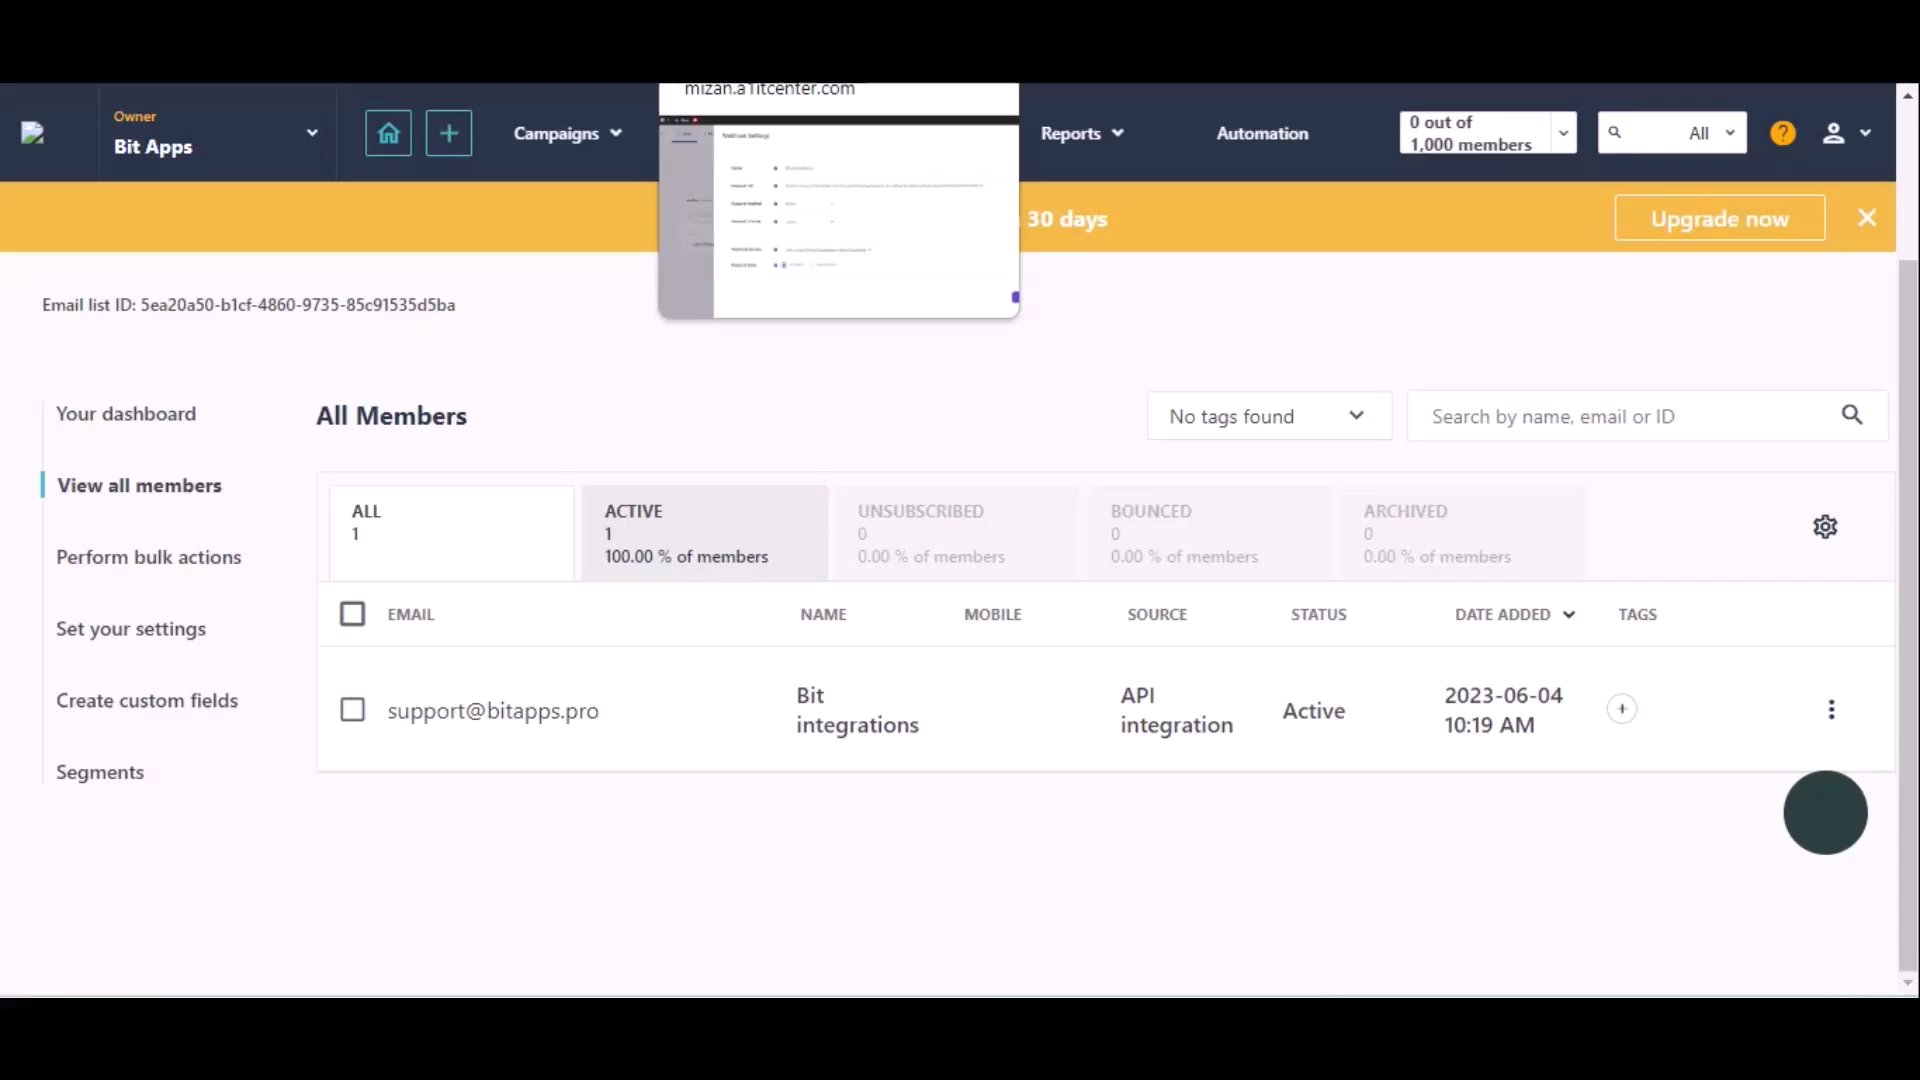 mizan.a1itcenter.com
Owner
Bit Apps
Campaigns
Reports
Automation
0 out of
1,000 members
All
?
30 days
Upgrade now
Webhook Settings
Email list ID: 5ea20a50-b1cf-4860-9735-85c91535d5ba
Your dashboard
View all members
Perform bulk actions
Set your settings
Create custom fields
Segments
All Members
No tags found
Search by name, email or ID
ALL
1
ACTIVE
1
100.00 % of members
UNSUBSCRIBED
0
0.00 % of members
BOUNCED
0
0.00 % of members
ARCHIVED
0
0.00 % of members
EMAIL NAME MOBILE SOURCE STATUS DATE ADDED TAGS
support@bitapps.pro
Bit
integrations
API
integration
Active
2023-06-04
10:19 AM